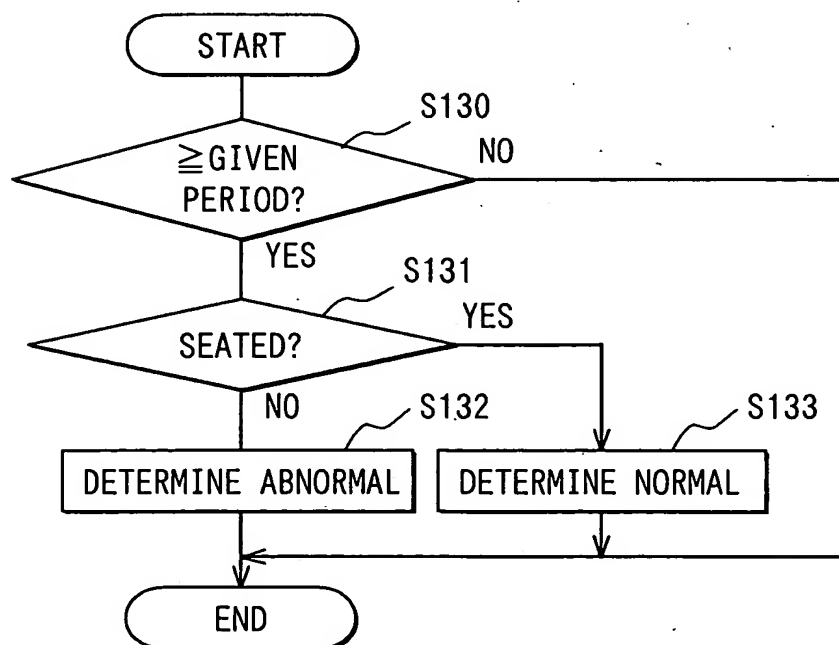 START
S130
≧GIVEN
PERIOD?
NO
YES
S131
SEATED?
YES
NO
S132
S133
DETERMINE ABNORMAL
DETERMINE NORMAL
END